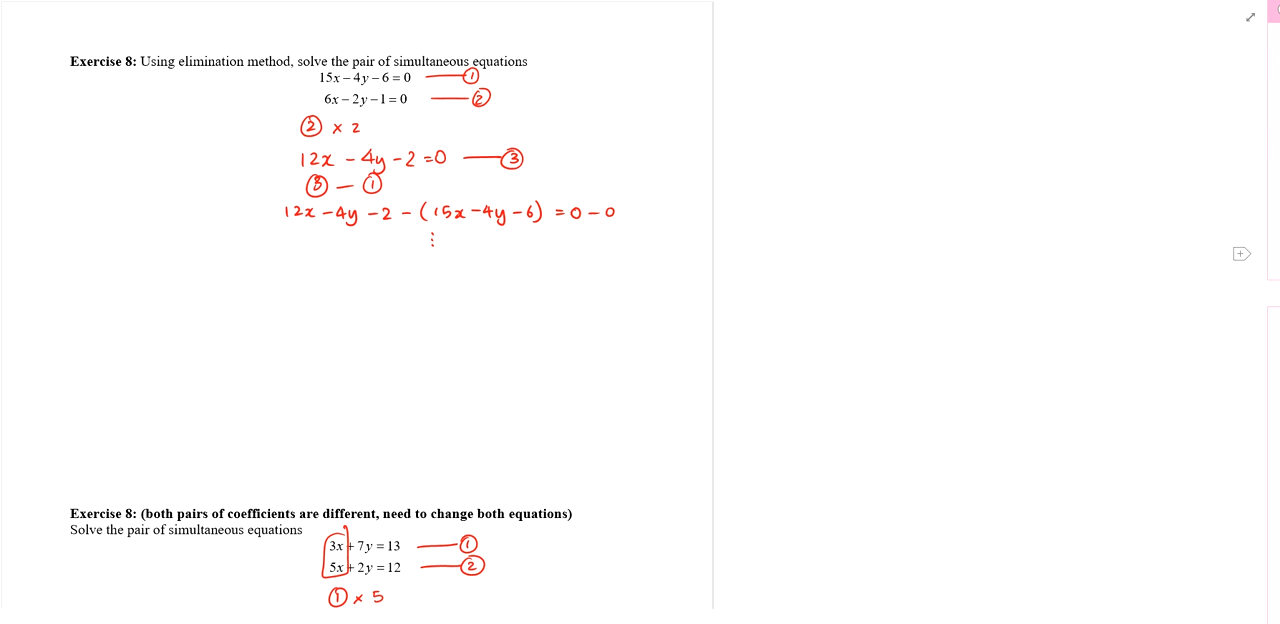 Exercise 8: Using elimination method, solve the pair of simultaneous equations
15x − 4y − 6 = 0 —— ①
6x − 2y − 1 = 0 —— ②
② × 2
12x − 4y − 2 = 0 —— ③
③ − ①
12x − 4y − 2 − (15x − 4y − 6) = 0 − 0
⋮
Exercise 8: (both pairs of coefficients are different, need to change both equations)
Solve the pair of simultaneous equations
3x + 7y = 13 —— ①
5x + 2y = 12 —— ②
① × 5